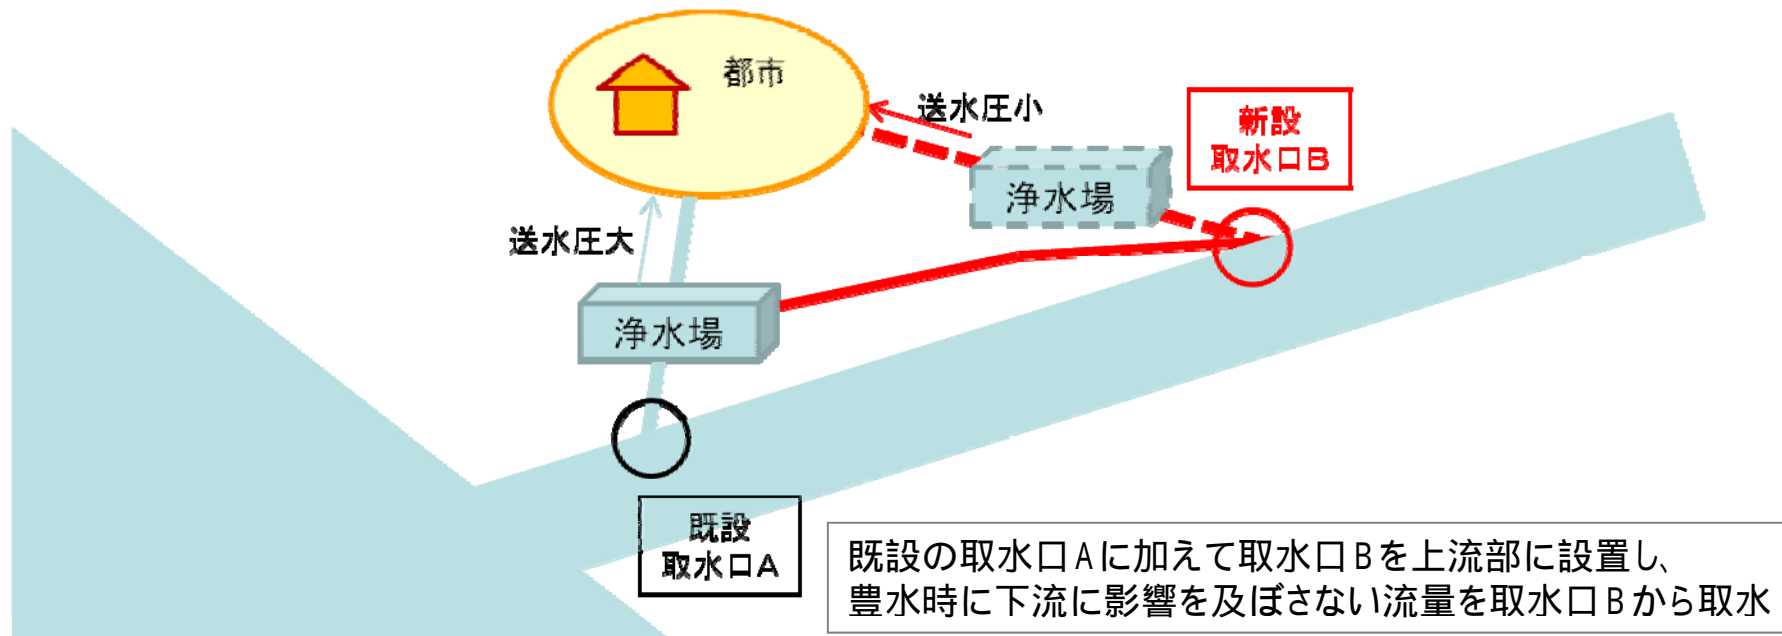 都市
送水圧小
新設
取水口B
浄水場
送水圧大
浄水場
既設
取水口A
既設の取水口Aに加えて取水口Bを上流部に設置し、
豊水時に下流に影響を及ぼさない流量を取水口Bから取水